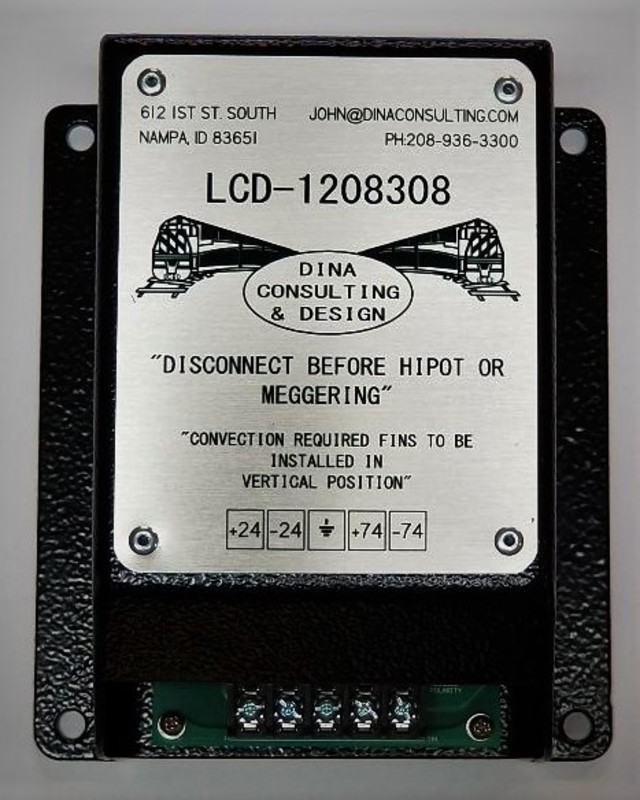 612 1ST ST. SOUTH JOHN@DINACONSULTING.COM
NAMPA, ID 83651 PH:208-936-3300
LCD-1208308
DINA
CONSULTING
& DESIGN
"DISCONNECT BEFORE HIPOT OR
MEGGERING"
"CONVECTION REQUIRED FINS TO BE
INSTALLED IN
VERTICAL POSITION"
+24 -24 ⏚ +74 -74
POLARITY